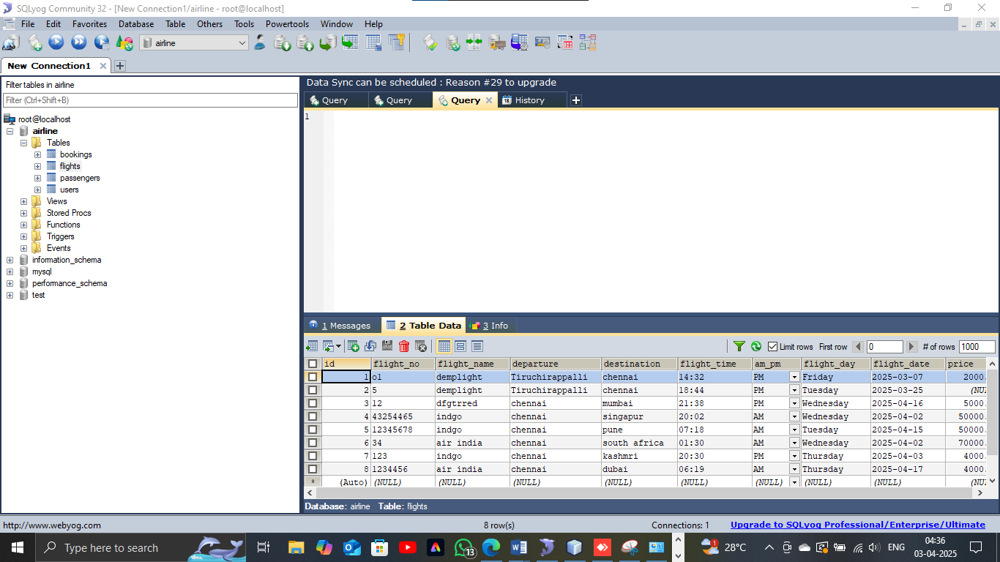 SQLyog Community 32 - [New Connection1/airline - root@localhost]
File Edit Favorites Database Table Others Tools Powertools Window Help
airline
New Connection1
Filter tables in airline
Filter (Ctrl+Shift+B)
root@localhost
airline
Tables
bookings
flights
passengers
users
Views
Stored Procs
Functions
Triggers
Events
information_schema
mysql
performance_schema
test
Data Sync can be scheduled : Reason #29 to upgrade
Query Query Query History
1
1 Messages 2 Table Data 3 Info
Limit rows First row 0 # of rows 1000
id flight_no flight_name departure destination flight_time am_pm flight_day flight_date price
1 o1 demplight Tiruchirappalli chennai 14:32 PM Friday 2025-03-07 2000.
2 5 demplight Tiruchirappalli chennai 18:44 PM Tuesday 2025-03-25 (NUL
3 12 dfgtrred chennai mumbai 21:38 PM Wednesday 2025-04-16 5000.
4 43254465 indgo chennai singapur 20:02 AM Wednesday 2025-04-02 50000.
5 12345678 indgo chennai pune 07:18 AM Tuesday 2025-04-15 50000.
6 34 air india chennai south africa 01:30 AM Wednesday 2025-04-02 70000.
7 123 indgo chennai kashmri 20:30 PM Thursday 2025-04-03 4000.
8 1234456 air india chennai dubai 06:19 AM Thursday 2025-04-17 4000.
* (Auto) (NULL) (NULL) (NULL) (NULL) (NULL) (NULL) (NULL) (NULL) (NUL
Database: airline Table: flights
http://www.webyog.com 8 row(s) Connections: 1 Upgrade to SQLyog Professional/Enterprise/Ultimate
Type here to search 13 1 28°C ENG 04:36
03-04-2025